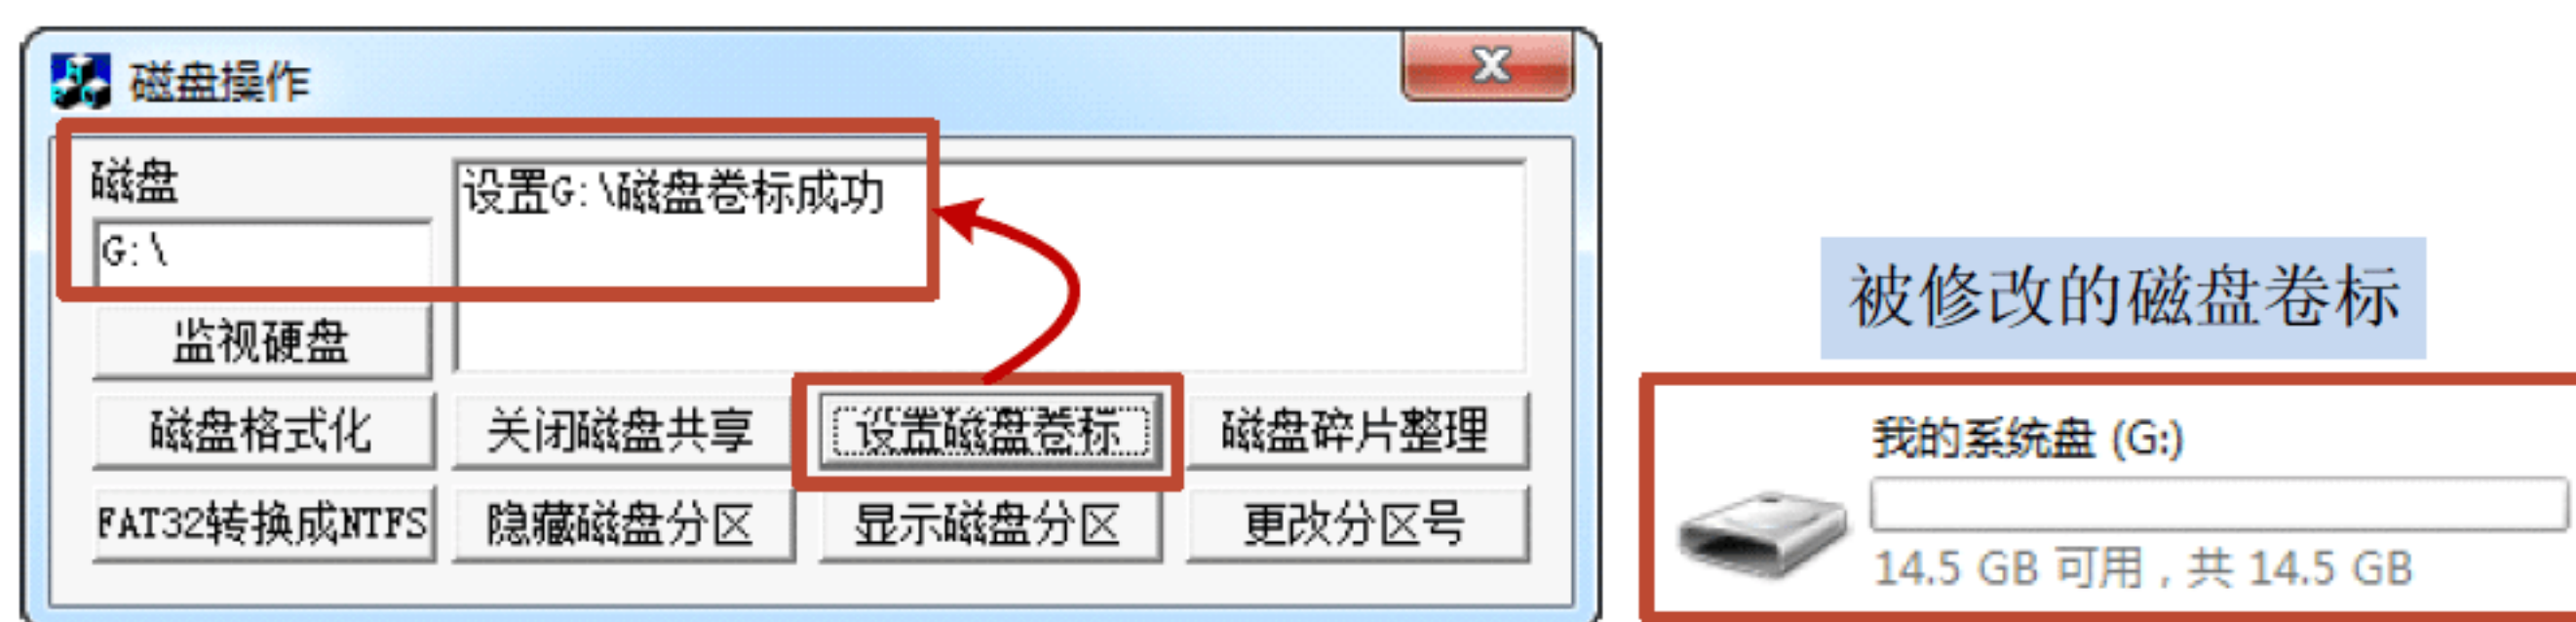 磁盘操作
磁盘
G:\
设置G:\磁盘卷标成功
监视硬盘
磁盘格式化
关闭磁盘共享
设置磁盘卷标
磁盘碎片整理
FAT32转换成NTFS
隐藏磁盘分区
显示磁盘分区
更改分区号
被修改的磁盘卷标
我的系统盘 (G:)
14.5 GB 可用，共 14.5 GB